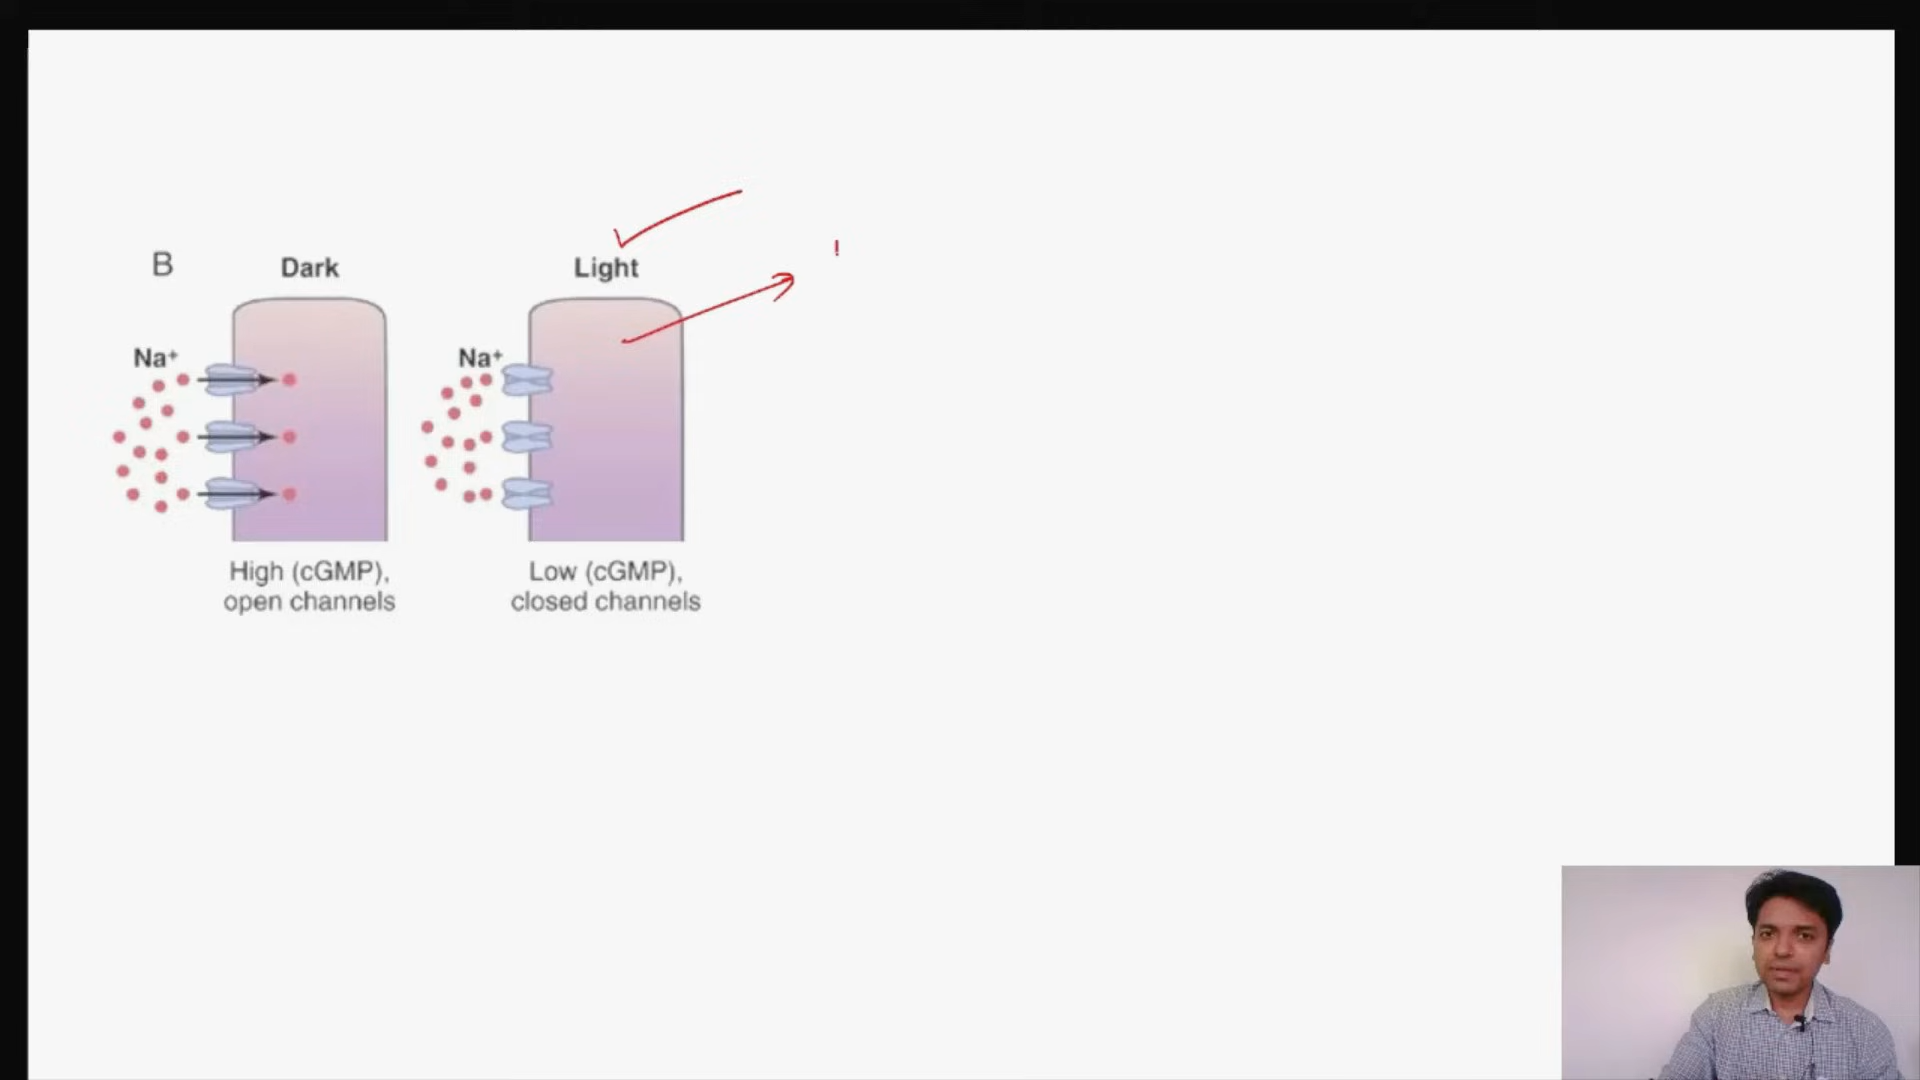 B
Dark
Light
Na⁺
Na⁺
High (cGMP),
open channels
Low (cGMP),
closed channels